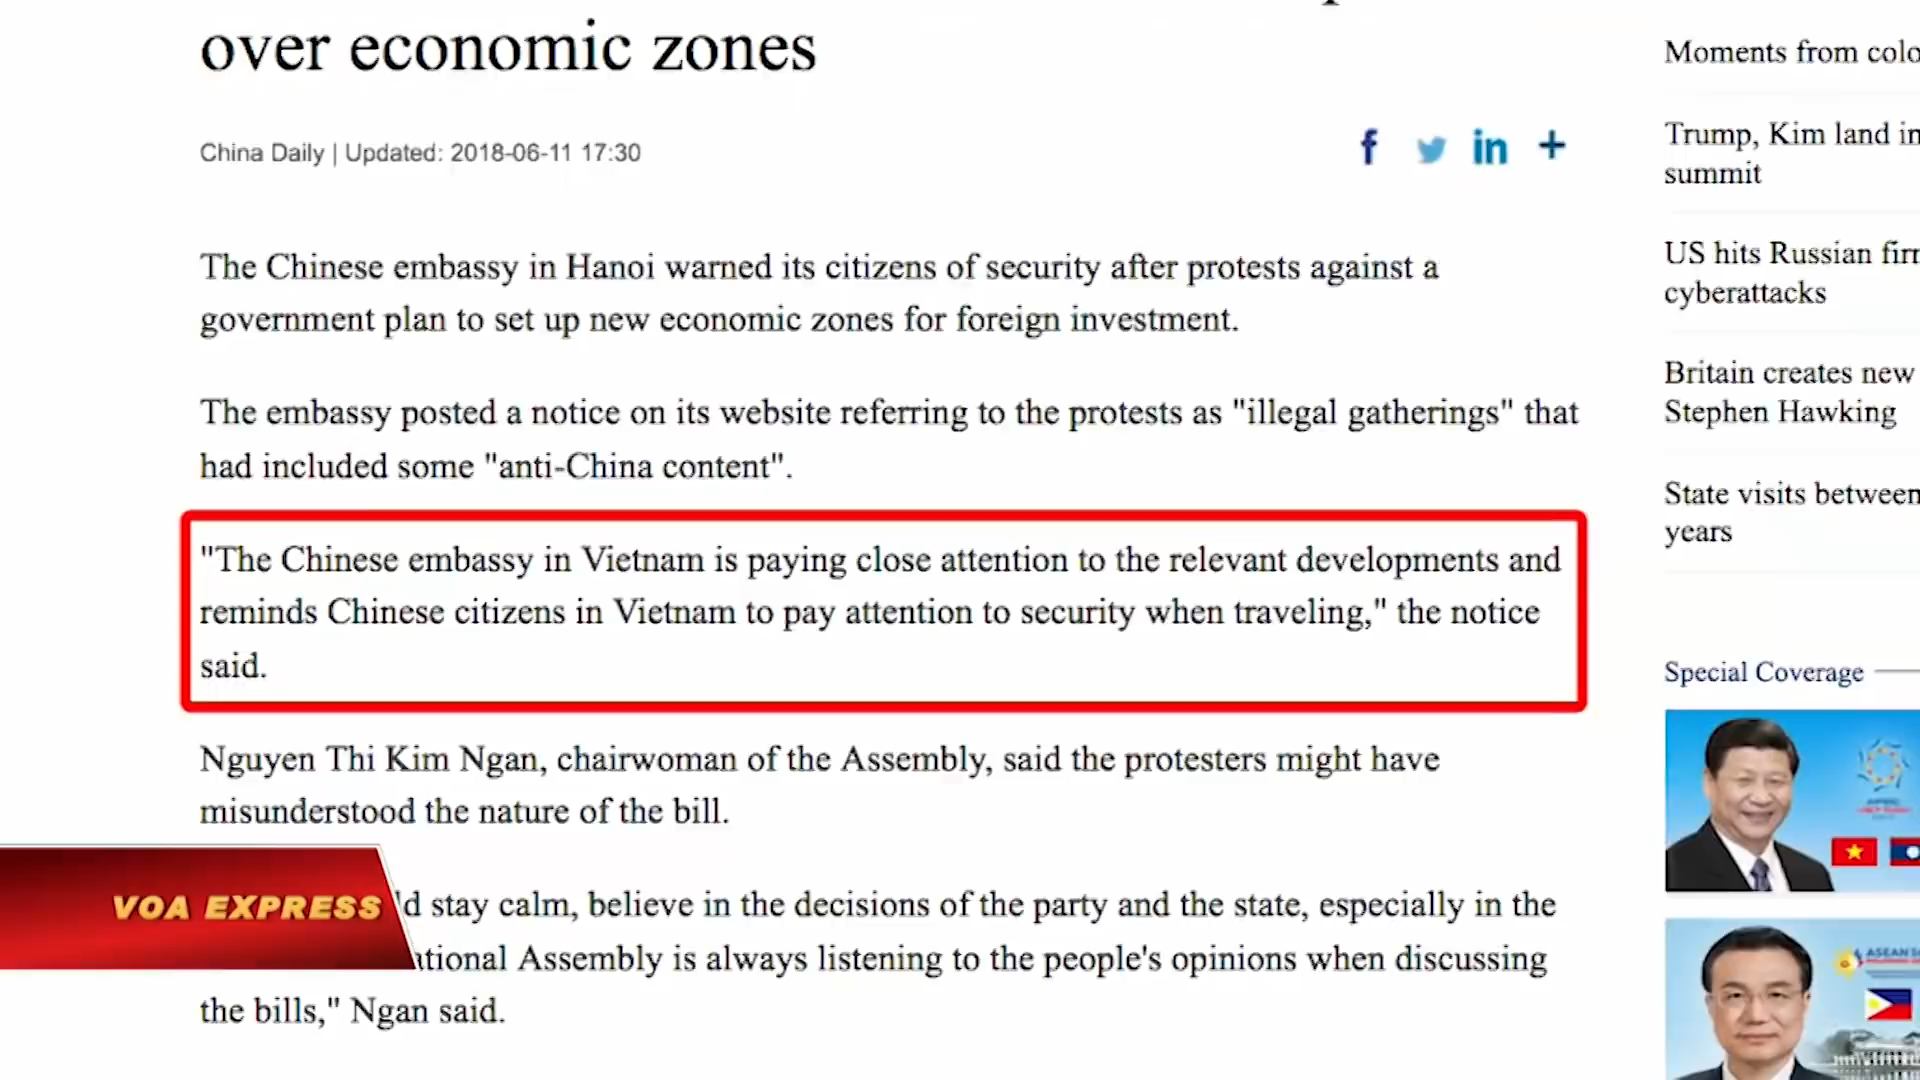 over economic zones
China Daily | Updated: 2018-06-11 17:30
The Chinese embassy in Hanoi warned its citizens of security after protests against a
government plan to set up new economic zones for foreign investment.
The embassy posted a notice on its website referring to the protests as "illegal gatherings" that
had included some "anti-China content".
"The Chinese embassy in Vietnam is paying close attention to the relevant developments and
reminds Chinese citizens in Vietnam to pay attention to security when traveling," the notice
said.
Nguyen Thi Kim Ngan, chairwoman of the Assembly, said the protesters might have
misunderstood the nature of the bill.
stay calm, believe in the decisions of the party and the state, especially in the
Assembly is always listening to the people's opinions when discussing
the bills," Ngan said.
VOA EXPRESS
Moments from
Trump, Kim land in
summit
US hits Russian
cyberattacks
Britain creates new
Stephen Hawking
State visits between
years
Special Coverage